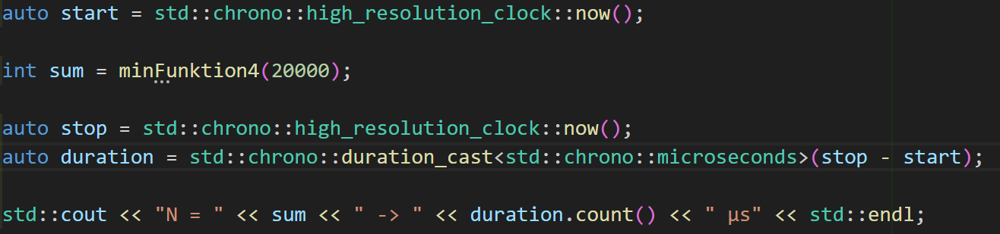 auto start = std::chrono::high_resolution_clock::now();
int sum = minFunktion4(20000);
auto stop = std::chrono::high_resolution_clock::now();
auto duration = std::chrono::duration_cast<std::chrono::microseconds>(stop - start);
std::cout << "N = " << sum << " -> " << duration.count() << " µs" << std::endl;